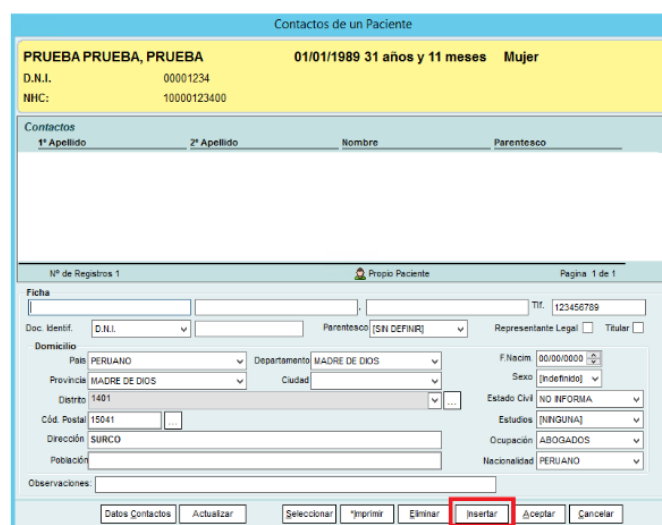 Contactos de un Paciente
PRUEBA PRUEBA, PRUEBA 01/01/1989 31 años y 11 meses Mujer
D.N.I. 00001234
NHC: 10000123400
Contactos
1º Apellido 2º Apellido Nombre Parentesco
Nº de Registros 1 Propio Paciente Pagina 1 de 1
Ficha
, Tlf. 123456789
Doc. Identif. D.N.I. Parentesco [SIN DEFINIR] Representante Legal Titular
Domicilio
Pais PERUANO Departamento MADRE DE DIOS F.Nacim. 00/00/0000
Provincia MADRE DE DIOS Ciudad Sexo [Indefinido]
Distrito 1401 ... Estado Civil NO INFORMA
Cód. Postal 15041 ... Estudios [NINGUNA]
Dirección SURCO Ocupación ABOGADOS
Población Nacionalidad PERUANO
Observaciones:
Datos Contactos Actualizar Seleccionar *Imprimir Eliminar Insertar Aceptar Cancelar